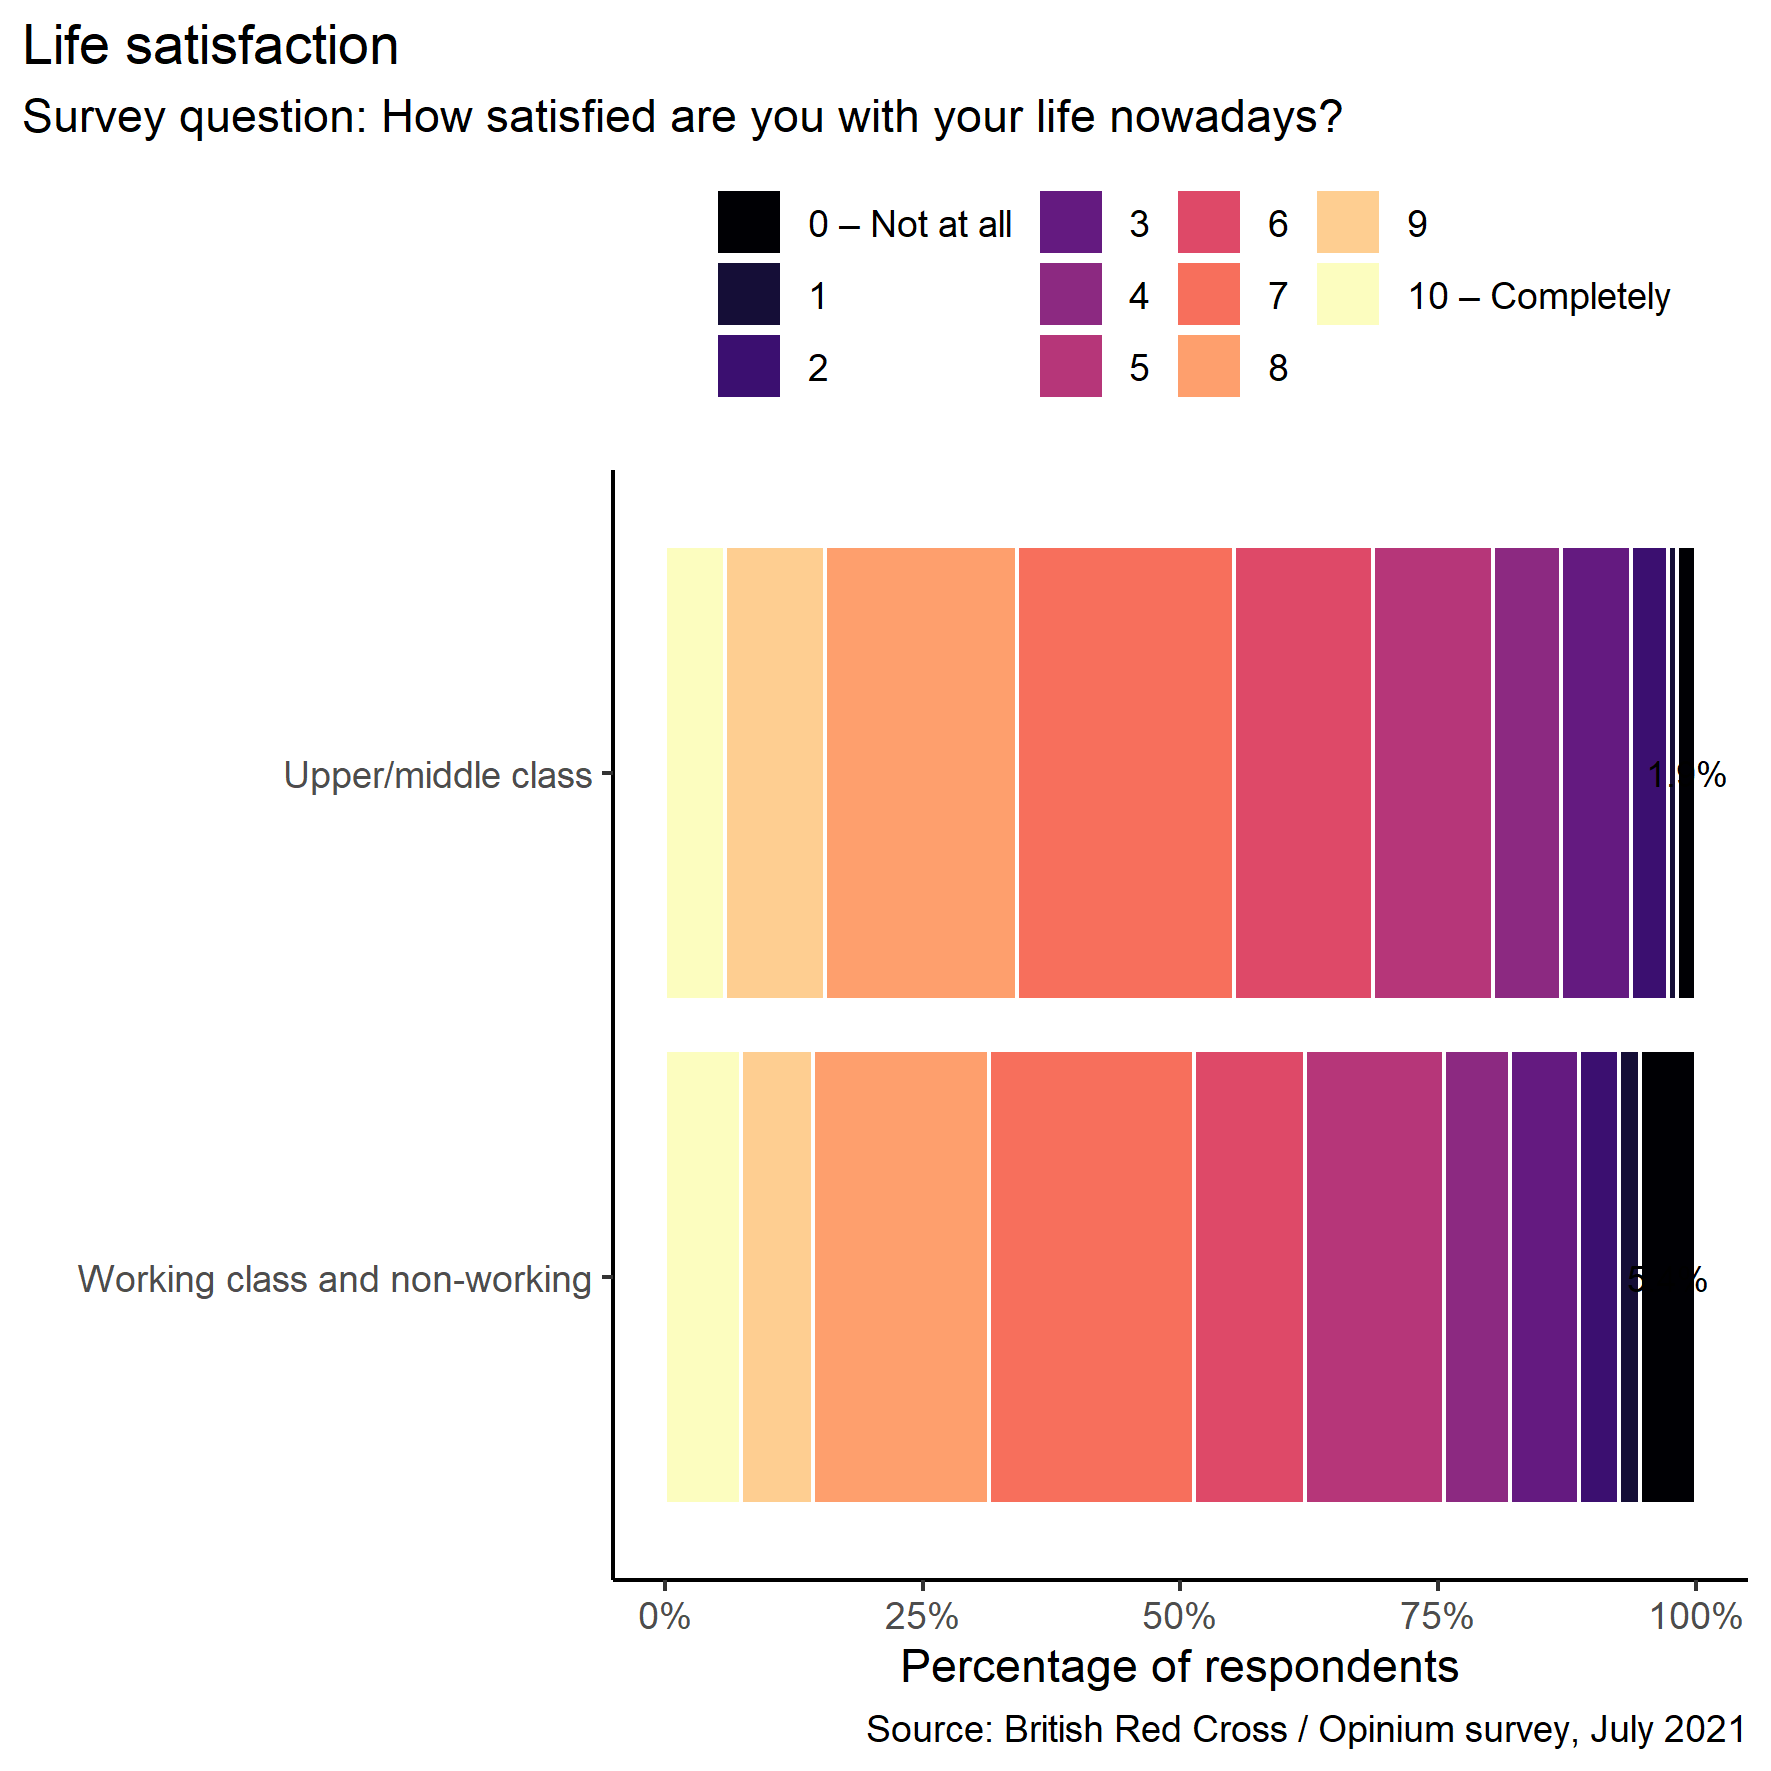 Life satisfaction
Survey question: How satisfied are you with your life nowadays?
0 – Not at all
1
2
3
4
5
6
7
8
9
10 – Completely
Upper/middle class
1.9%
Working class and non-working
0%
25%
50%
75%
100%
Percentage of respondents
Source: British Red Cross / Opinium survey, July 2021